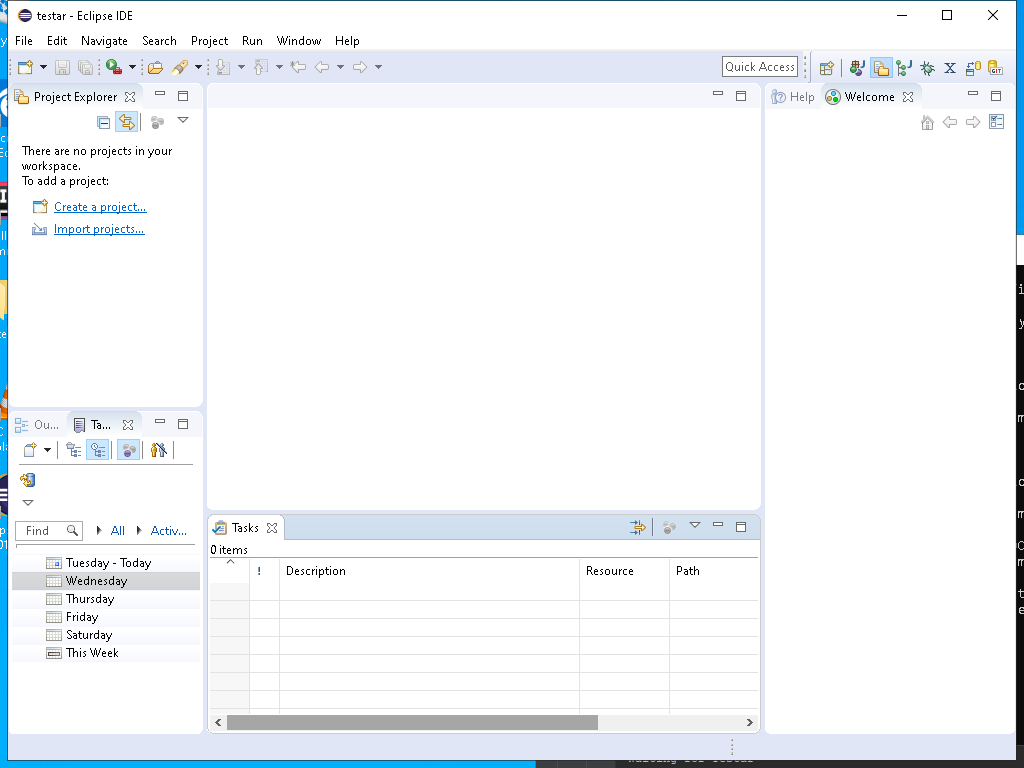 testar - Eclipse IDE
File Edit Navigate Search Project Run Window Help
Quick Access
Project Explorer
Help Welcome
There are no projects in your
workspace.
To add a project:
Create a project...
Import projects...
Ou... Ta...
Find All Activ...
Tuesday - Today
Wednesday
Thursday
Friday
Saturday
This Week
Tasks
0 items
! Description Resource Path